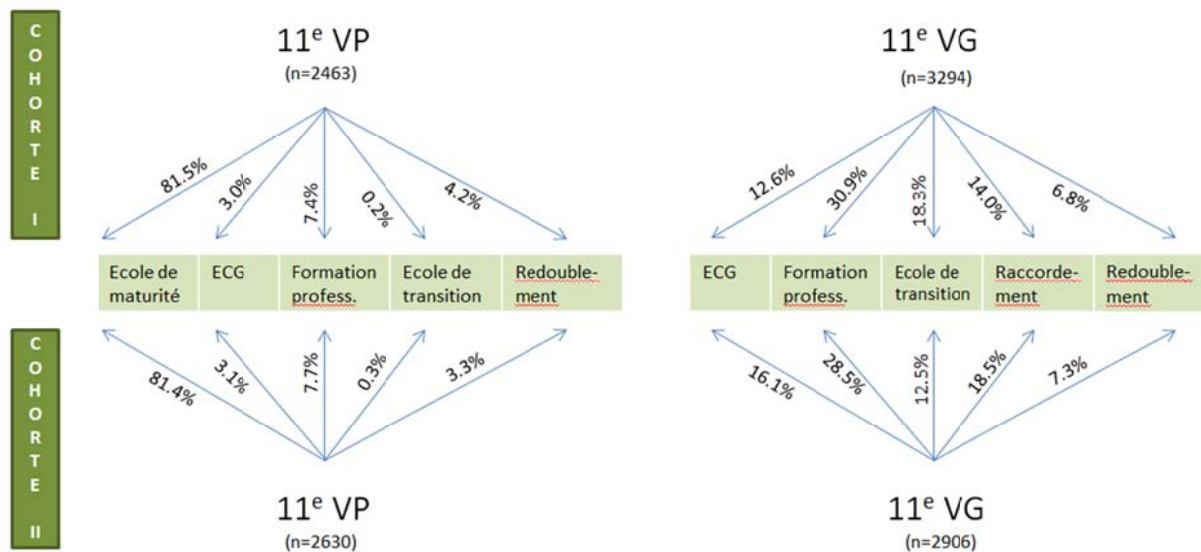 COHORTE I
11e VP
(n=2463)
81.5%
3.0%
7.4%
0.2%
4.2%
11e VG
(n=3294)
12.6%
30.9%
18.3%
14.0%
6.8%
Ecole de
maturité
ECG
Formation
profess.
Ecole de
transition
Redouble-
ment
ECG
Formation
profess.
Ecole de
transition
Raccorde-
ment
Redouble-
ment
COHORTE II
81.4%
3.1%
7.7%
0.3%
3.3%
11e VP
(n=2630)
16.1%
28.5%
12.5%
18.5%
7.3%
11e VG
(n=2906)